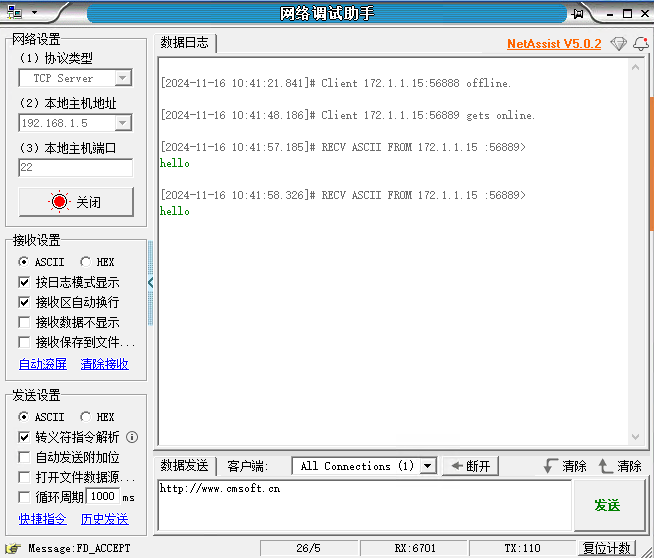 网络调试助手
网络设置
(1) 协议类型
TCP Server
(2) 本地主机地址
192.168.1.5
(3) 本地主机端口
22
关闭
接收设置
ASCII HEX
按日志模式显示
接收区自动换行
接收数据不显示
接收保存到文件...
自动滚屏 清除接收
发送设置
ASCII HEX
转义符指令解析
自动发送附加位
打开文件数据源...
循环周期 1000 ms
快捷指令 历史发送
数据日志
NetAssist V5.0.2
[2024-11-16 10:41:21.841]# Client 172.1.1.15:56888 offline.
[2024-11-16 10:41:48.186]# Client 172.1.1.15:56889 gets online.
[2024-11-16 10:41:57.185]# RECV ASCII FROM 172.1.1.15 :56889>
hello
[2024-11-16 10:41:58.326]# RECV ASCII FROM 172.1.1.15 :56889>
hello
数据发送 客户端: All Connections (1) 断开 清除 清除
http://www.cmsoft.cn
发送
Message:FD_ACCEPT 26/5 RX:6701 TX:110 复位计数